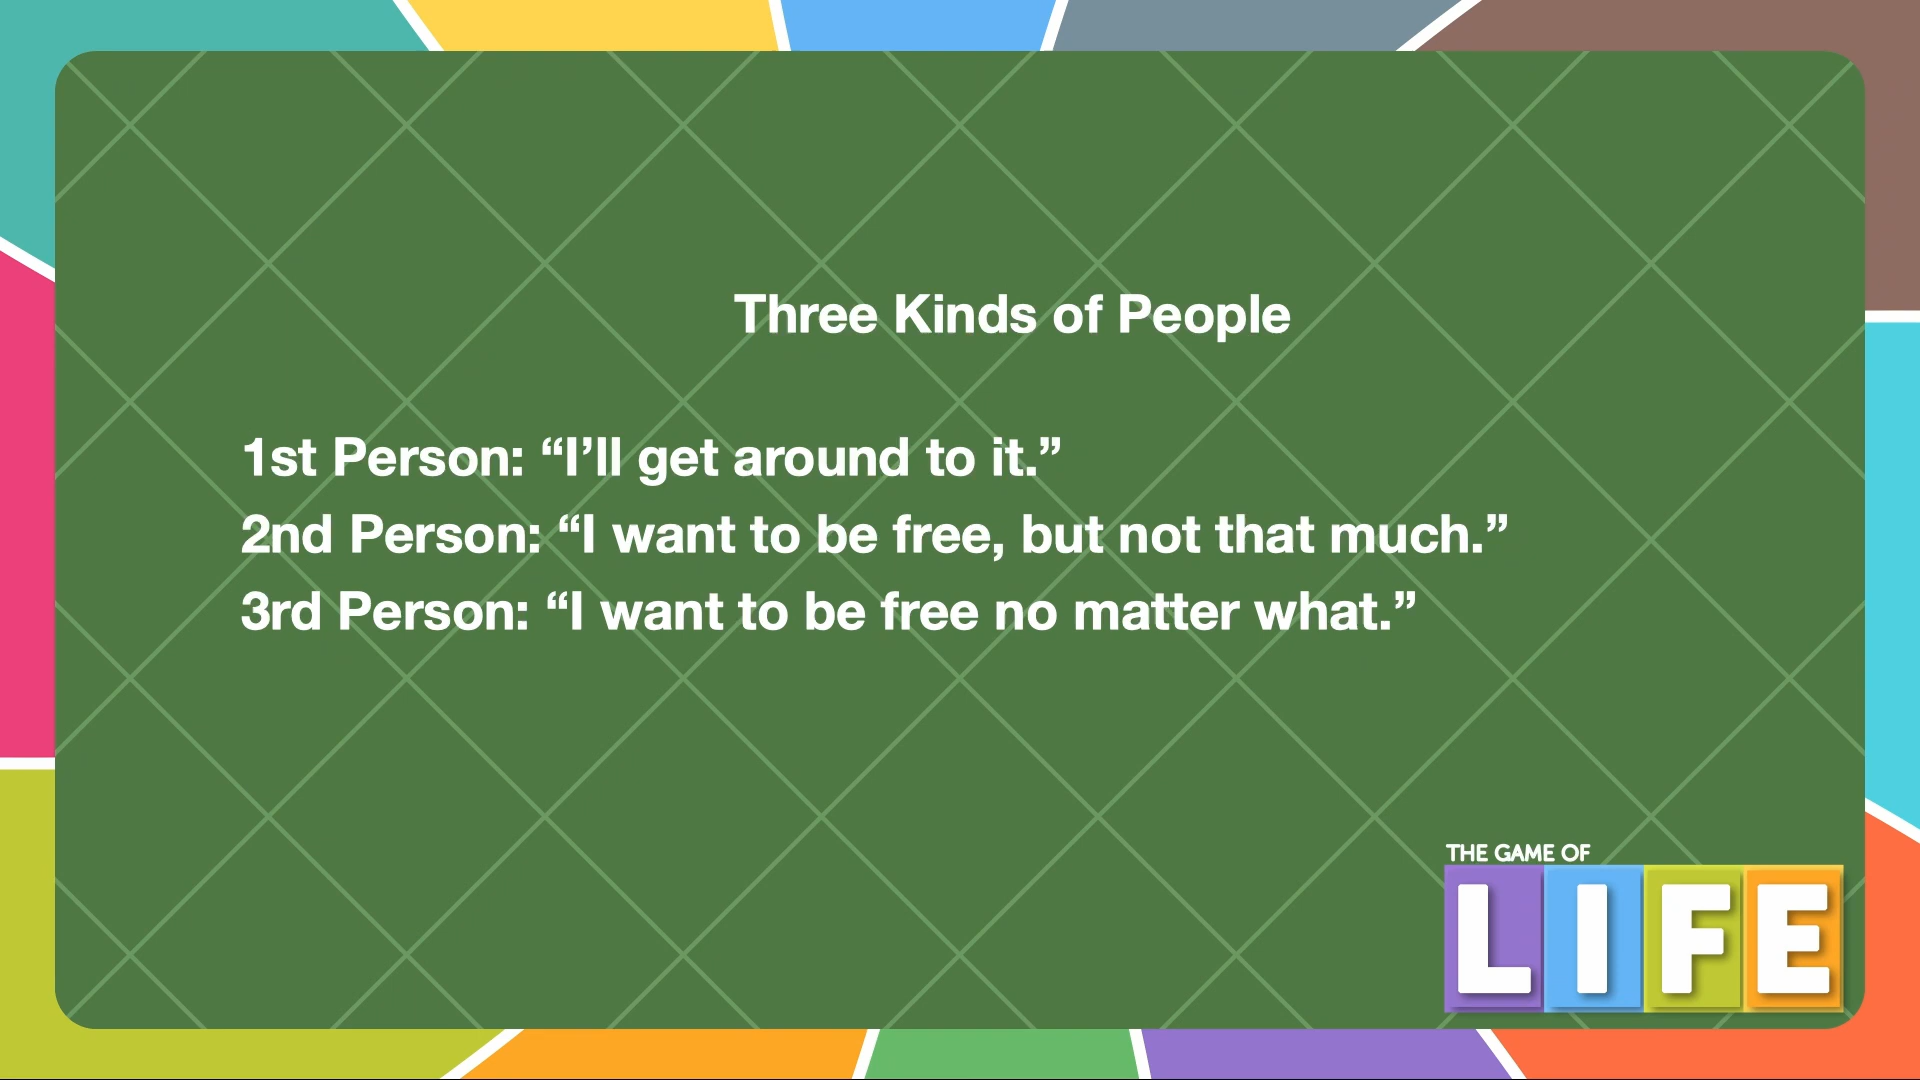 Three Kinds of People
1st Person: “I’ll get around to it.”
2nd Person: “I want to be free, but not that much.”
3rd Person: “I want to be free no matter what.”
THE GAME OF
LIFE